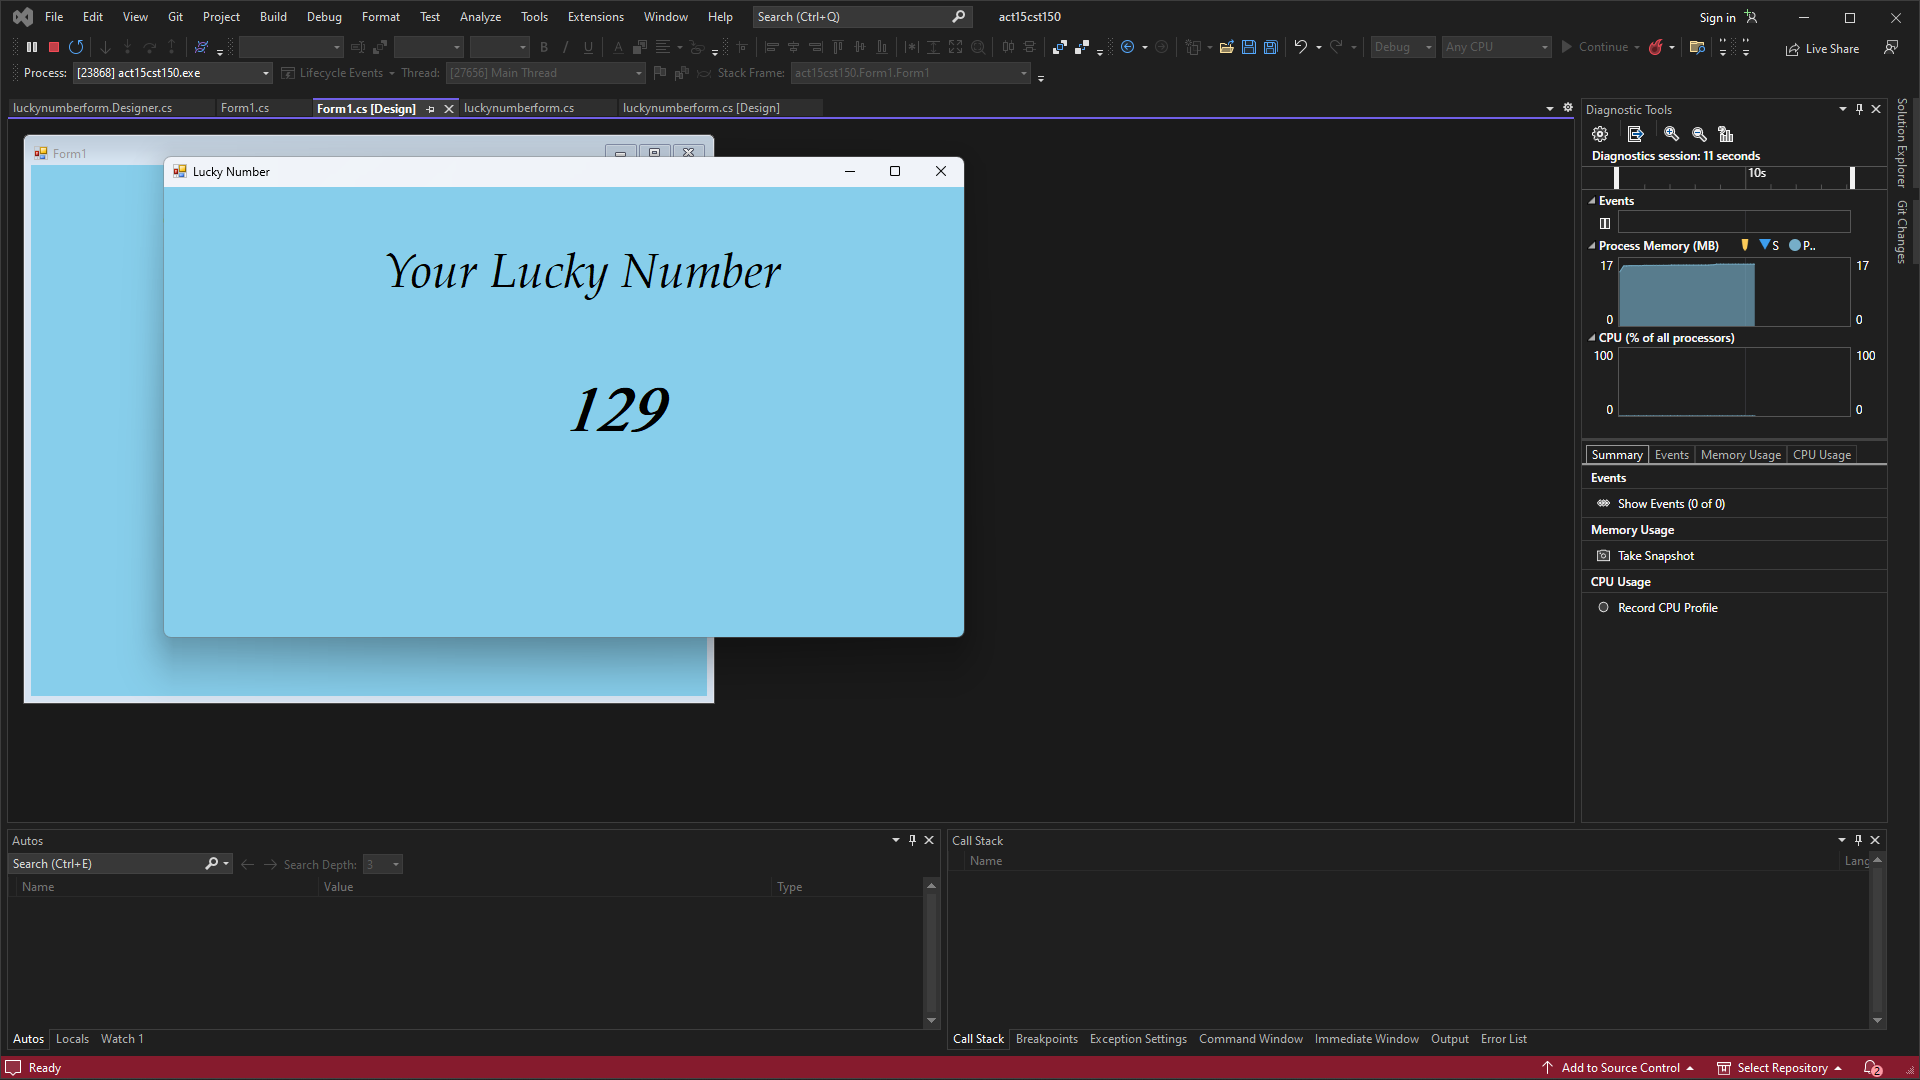 File Edit View Git Project Build Debug Format Test Analyze Tools Extensions Window Help Search (Ctrl+Q) act15cst150 Sign in
Debug Any CPU Continue Live Share
Process: [23868] act15cst150.exe Lifecycle Events Thread: [27656] Main Thread Stack Frame: act15cst150.Form1.Form1
luckynumberform.Designer.cs Form1.cs Form1.cs [Design] luckynumberform.cs luckynumberform.cs [Design]
Form1
Lucky Number
Your Lucky Number
129
Diagnostic Tools
Diagnostics session: 11 seconds
10s
Events
Process Memory (MB) S P..
17 17
0 0
CPU (% of all processors)
100 100
0 0
Summary Events Memory Usage CPU Usage
Events
Show Events (0 of 0)
Memory Usage
Take Snapshot
CPU Usage
Record CPU Profile
Solution Explorer
Git Changes
Autos
Search (Ctrl+E) Search Depth: 3
Name Value Type
Autos Locals Watch 1
Call Stack
Name Lang
Call Stack Breakpoints Exception Settings Command Window Immediate Window Output Error List
Ready Add to Source Control Select Repository 2